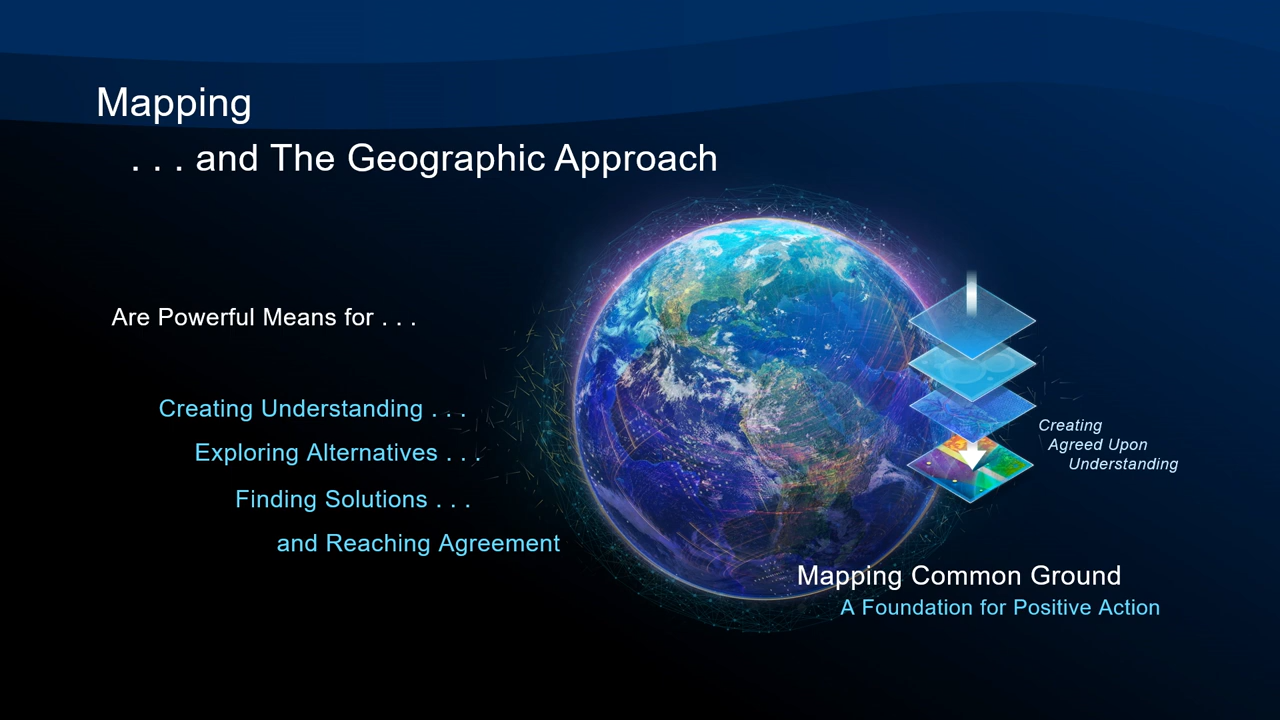 Mapping
. . . and The Geographic Approach
Are Powerful Means for . . .
Creating Understanding . . .
Exploring Alternatives . . .
Finding Solutions . . .
and Reaching Agreement
Creating
Agreed Upon
Understanding
Mapping Common Ground
A Foundation for Positive Action